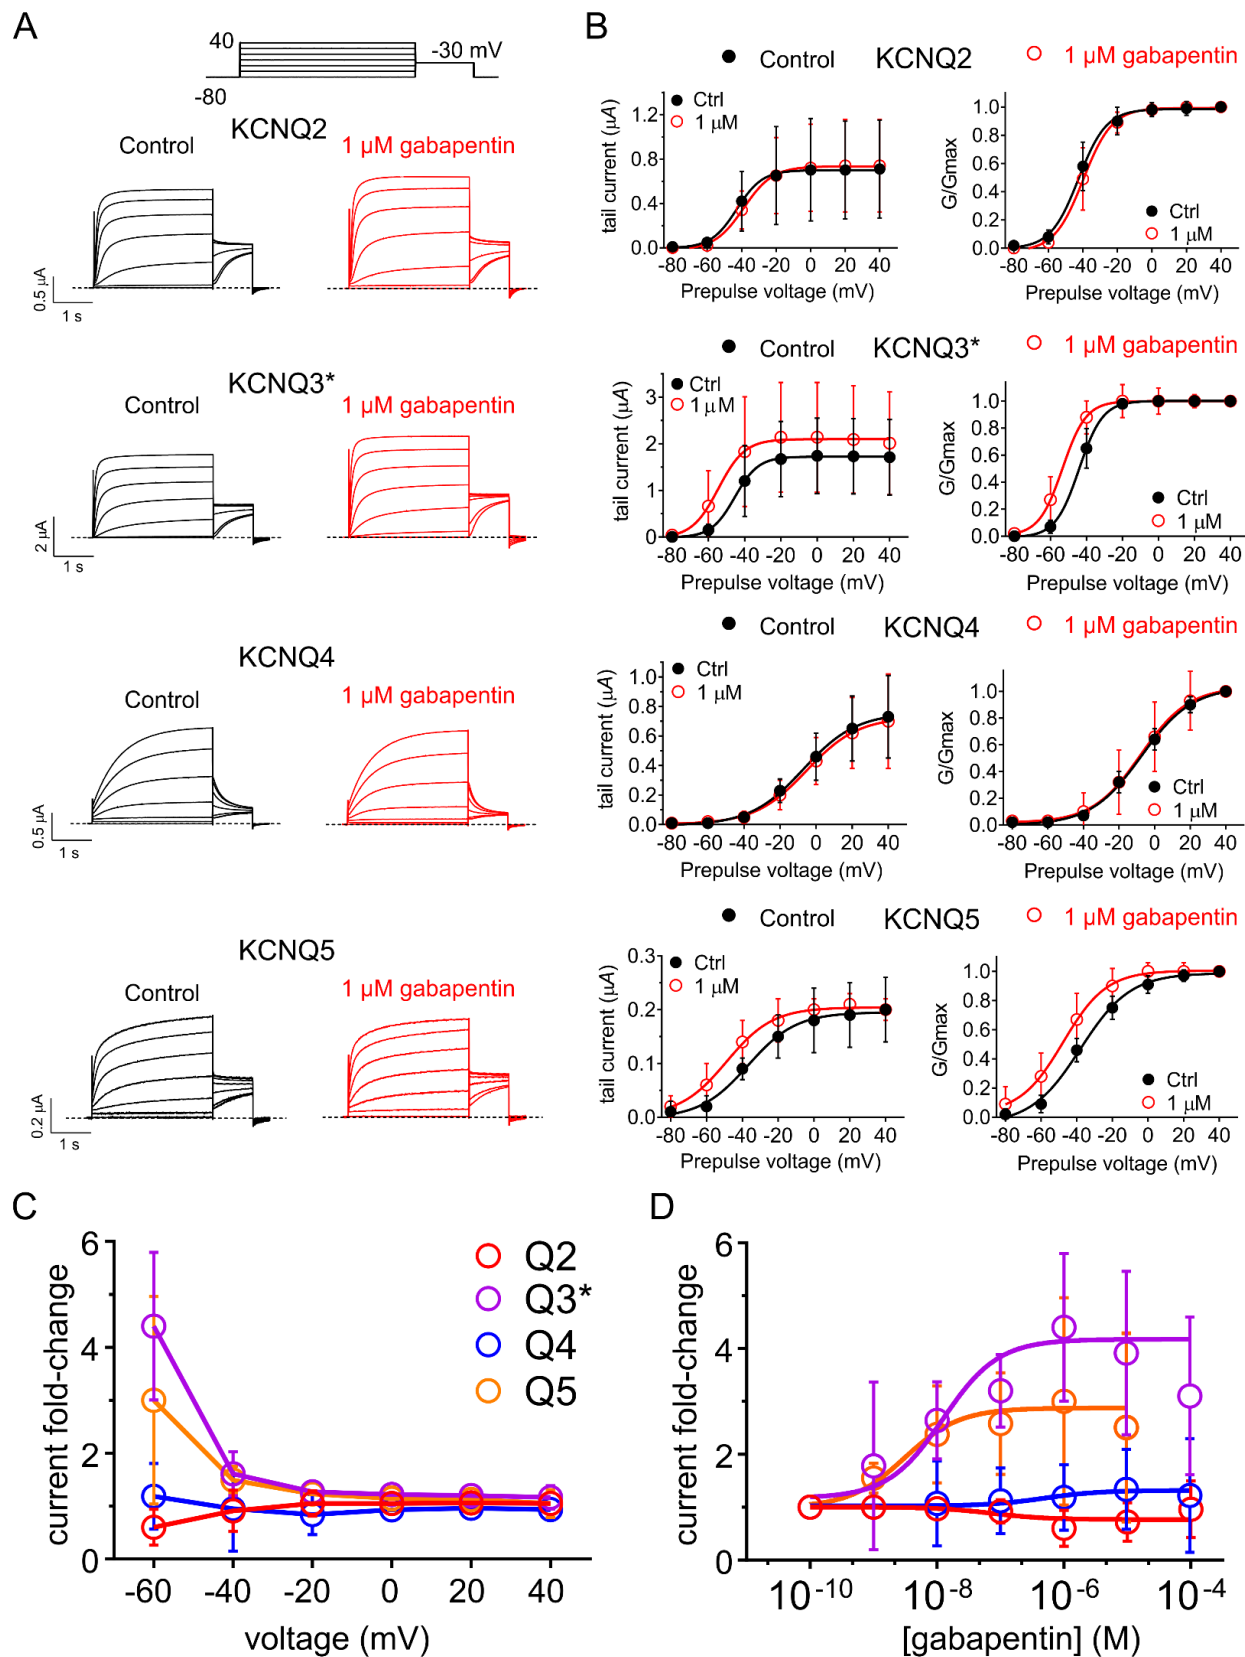 A
40
-30 mV
-80
KCNQ2
Control
1 µM gabapentin
0.5 µA
1 s
KCNQ3*
Control
1 µM gabapentin
2 µA
1 s
KCNQ4
Control
1 µM gabapentin
0.5 µA
1 s
KCNQ5
Control
1 µM gabapentin
0.2 µA
1 s
B
Control KCNQ2 1 µM gabapentin
Ctrl
1 µM
tail current (µA)
1.2
0.8
0.4
0.0
-80 -60 -40 -20 0 20 40
Prepulse voltage (mV)
G/Gmax
1.0
0.8
0.6
0.4
0.2
0.0
Ctrl
1 µM
-80 -60 -40 -20 0 20 40
Prepulse voltage (mV)
Control KCNQ3* 1 µM gabapentin
Ctrl
1 µM
tail current (µA)
3
2
1
0
-80 -60 -40 -20 0 20 40
Prepulse voltage (mV)
G/Gmax
1.0
0.8
0.6
0.4
0.2
0.0
Ctrl
1 µM
-80 -60 -40 -20 0 20 40
Prepulse voltage (mV)
Control KCNQ4 1 µM gabapentin
Ctrl
1 µM
tail current (µA)
1.0
0.8
0.6
0.4
0.2
0.0
-80 -60 -40 -20 0 20 40
Prepulse voltage (mV)
G/Gmax
1.0
0.8
0.6
0.4
0.2
0.0
Ctrl
1 µM
-80 -60 -40 -20 0 20 40
Prepulse voltage (mV)
Control KCNQ5 1 µM gabapentin
Ctrl
1 µM
tail current (µA)
0.3
0.2
0.1
0.0
-80 -60 -40 -20 0 20 40
Prepulse voltage (mV)
G/Gmax
1.0
0.8
0.6
0.4
0.2
0.0
Ctrl
1 µM
-80 -60 -40 -20 0 20 40
Prepulse voltage (mV)
C
current fold-change
6
4
2
0
Q2
Q3*
Q4
Q5
-60 -40 -20 0 20 40
voltage (mV)
D
current fold-change
6
4
2
0
10-10 10-8 10-6 10-4
[gabapentin] (M)